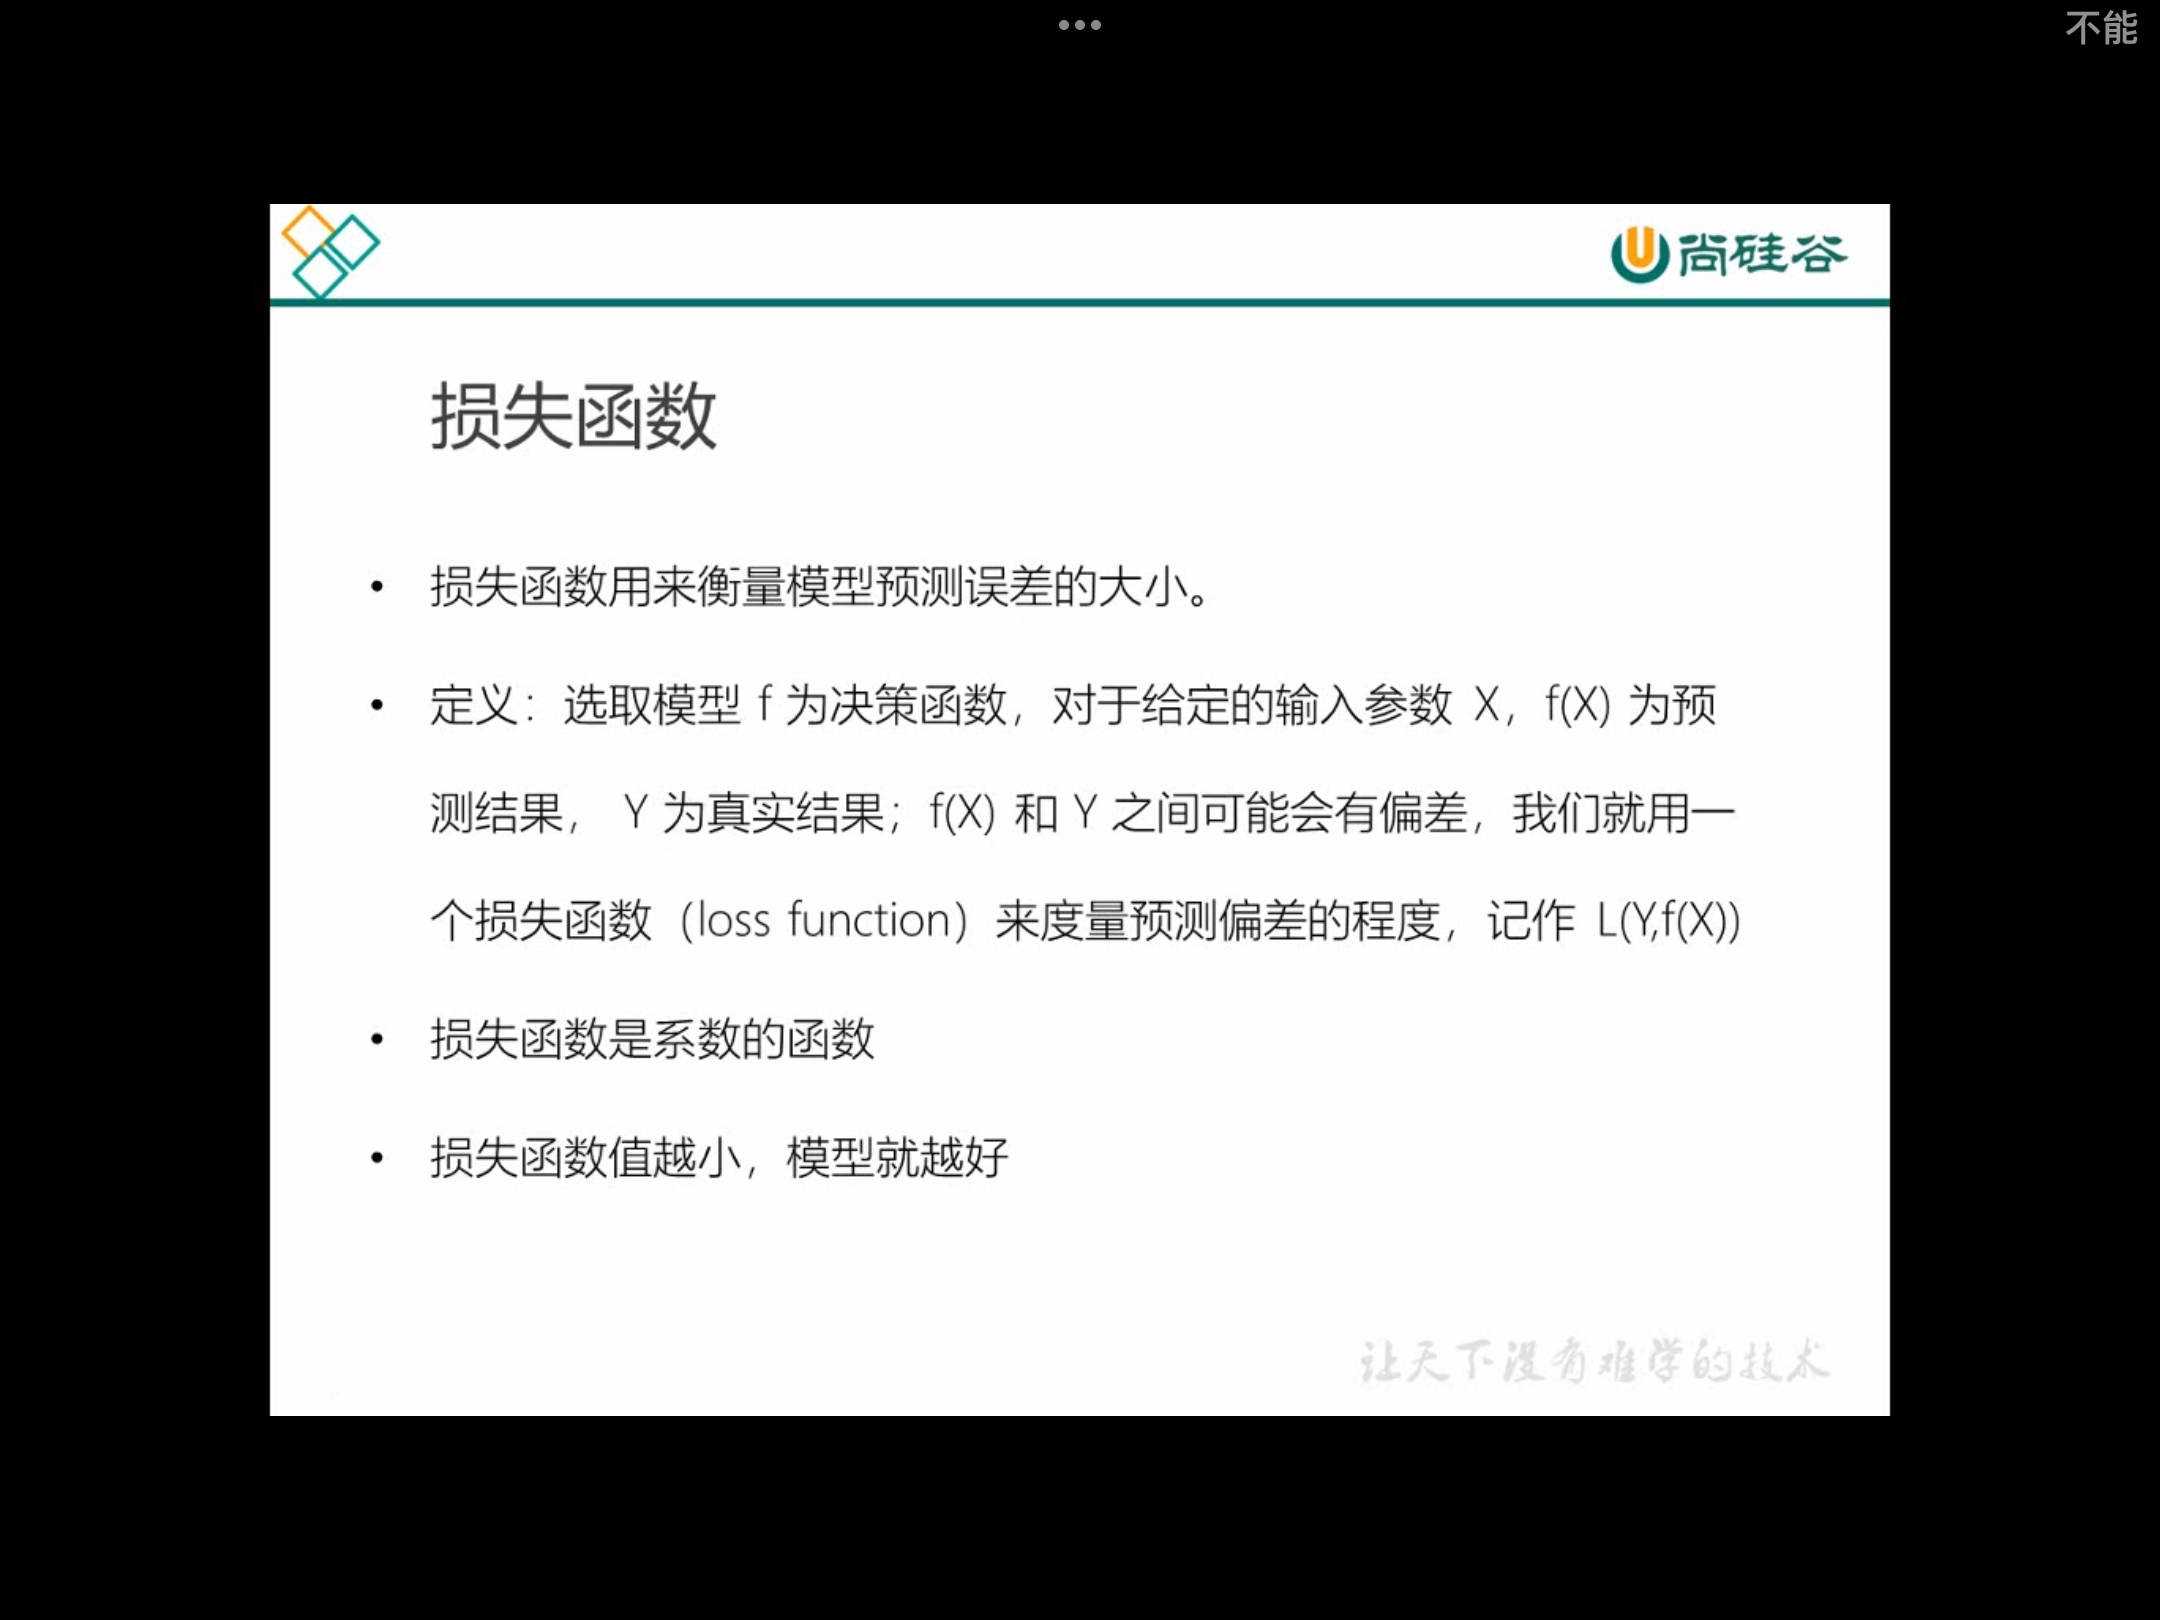 不能
尚硅谷
损失函数
• 损失函数用来衡量模型预测误差的大小。
• 定义：选取模型 f 为决策函数，对于给定的输入参数 X，f(X) 为预
测结果， Y 为真实结果；f(X) 和 Y 之间可能会有偏差，我们就用一
个损失函数（loss function）来度量预测偏差的程度，记作 L(Y,f(X))
• 损失函数是系数的函数
• 损失函数值越小，模型就越好
让天下没有难学的技术